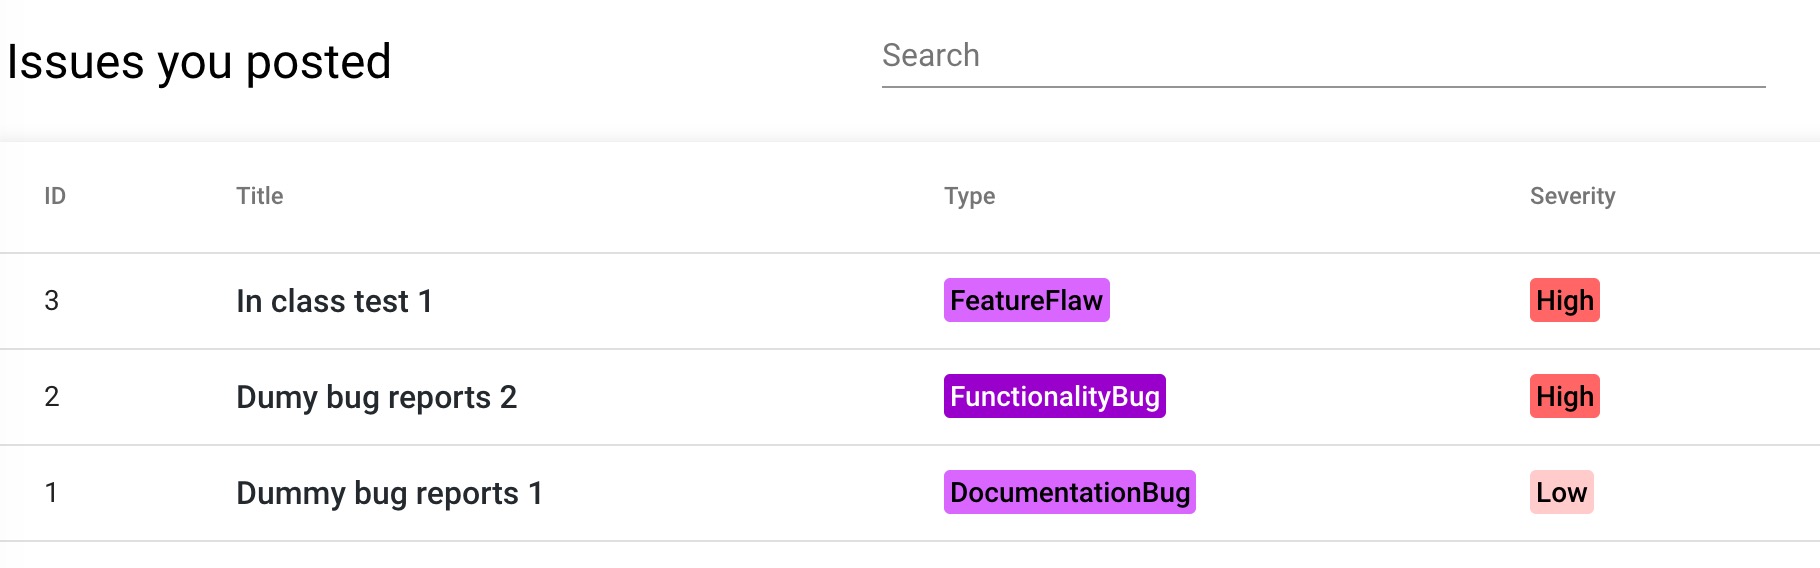 Issues you posted
Search
ID Title Type Severity
3 In class test 1 FeatureFlaw High
2 Dumy bug reports 2 FunctionalityBug High
1 Dummy bug reports 1 DocumentationBug Low